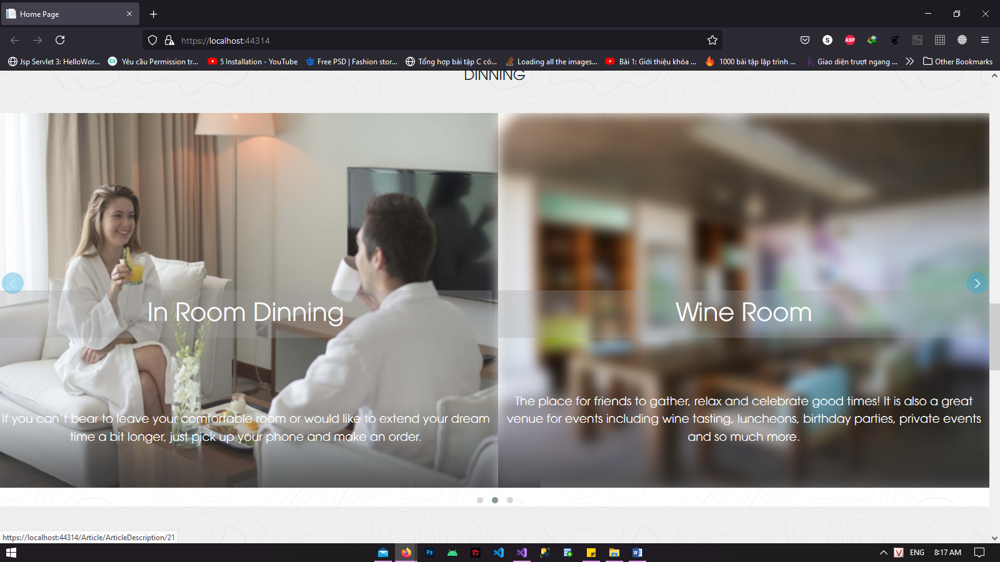 Home Page
https://localhost:44314
S
ABP
Se
Jsp Servlet 3: HelloWor...
Eit
Yêu cầu Permission tr...
5 Installation - YouTube
Free PSD | Fashion stor...
Tổng hợp bài tập C có...
Loading all the images...
Bài 1: Giới thiệu khóa ...
1000 bài tập lập trình ...
Giao diện trượt ngang ...
Other Bookmarks
DINNING
In Room Dinning
If you can't bear to leave your comfortable room or would like to extend your dream
time a bit longer, just pick up your phone and make an order.
Wine Room
The place for friends to gather, relax and celebrate good times! It is also a great
venue for events including wine tasting, luncheons, birthday parties, private events
and so much more.
https://localhost:44314/Article/ArticleDescription/21
Ps
W
V
ENG
8:17 AM